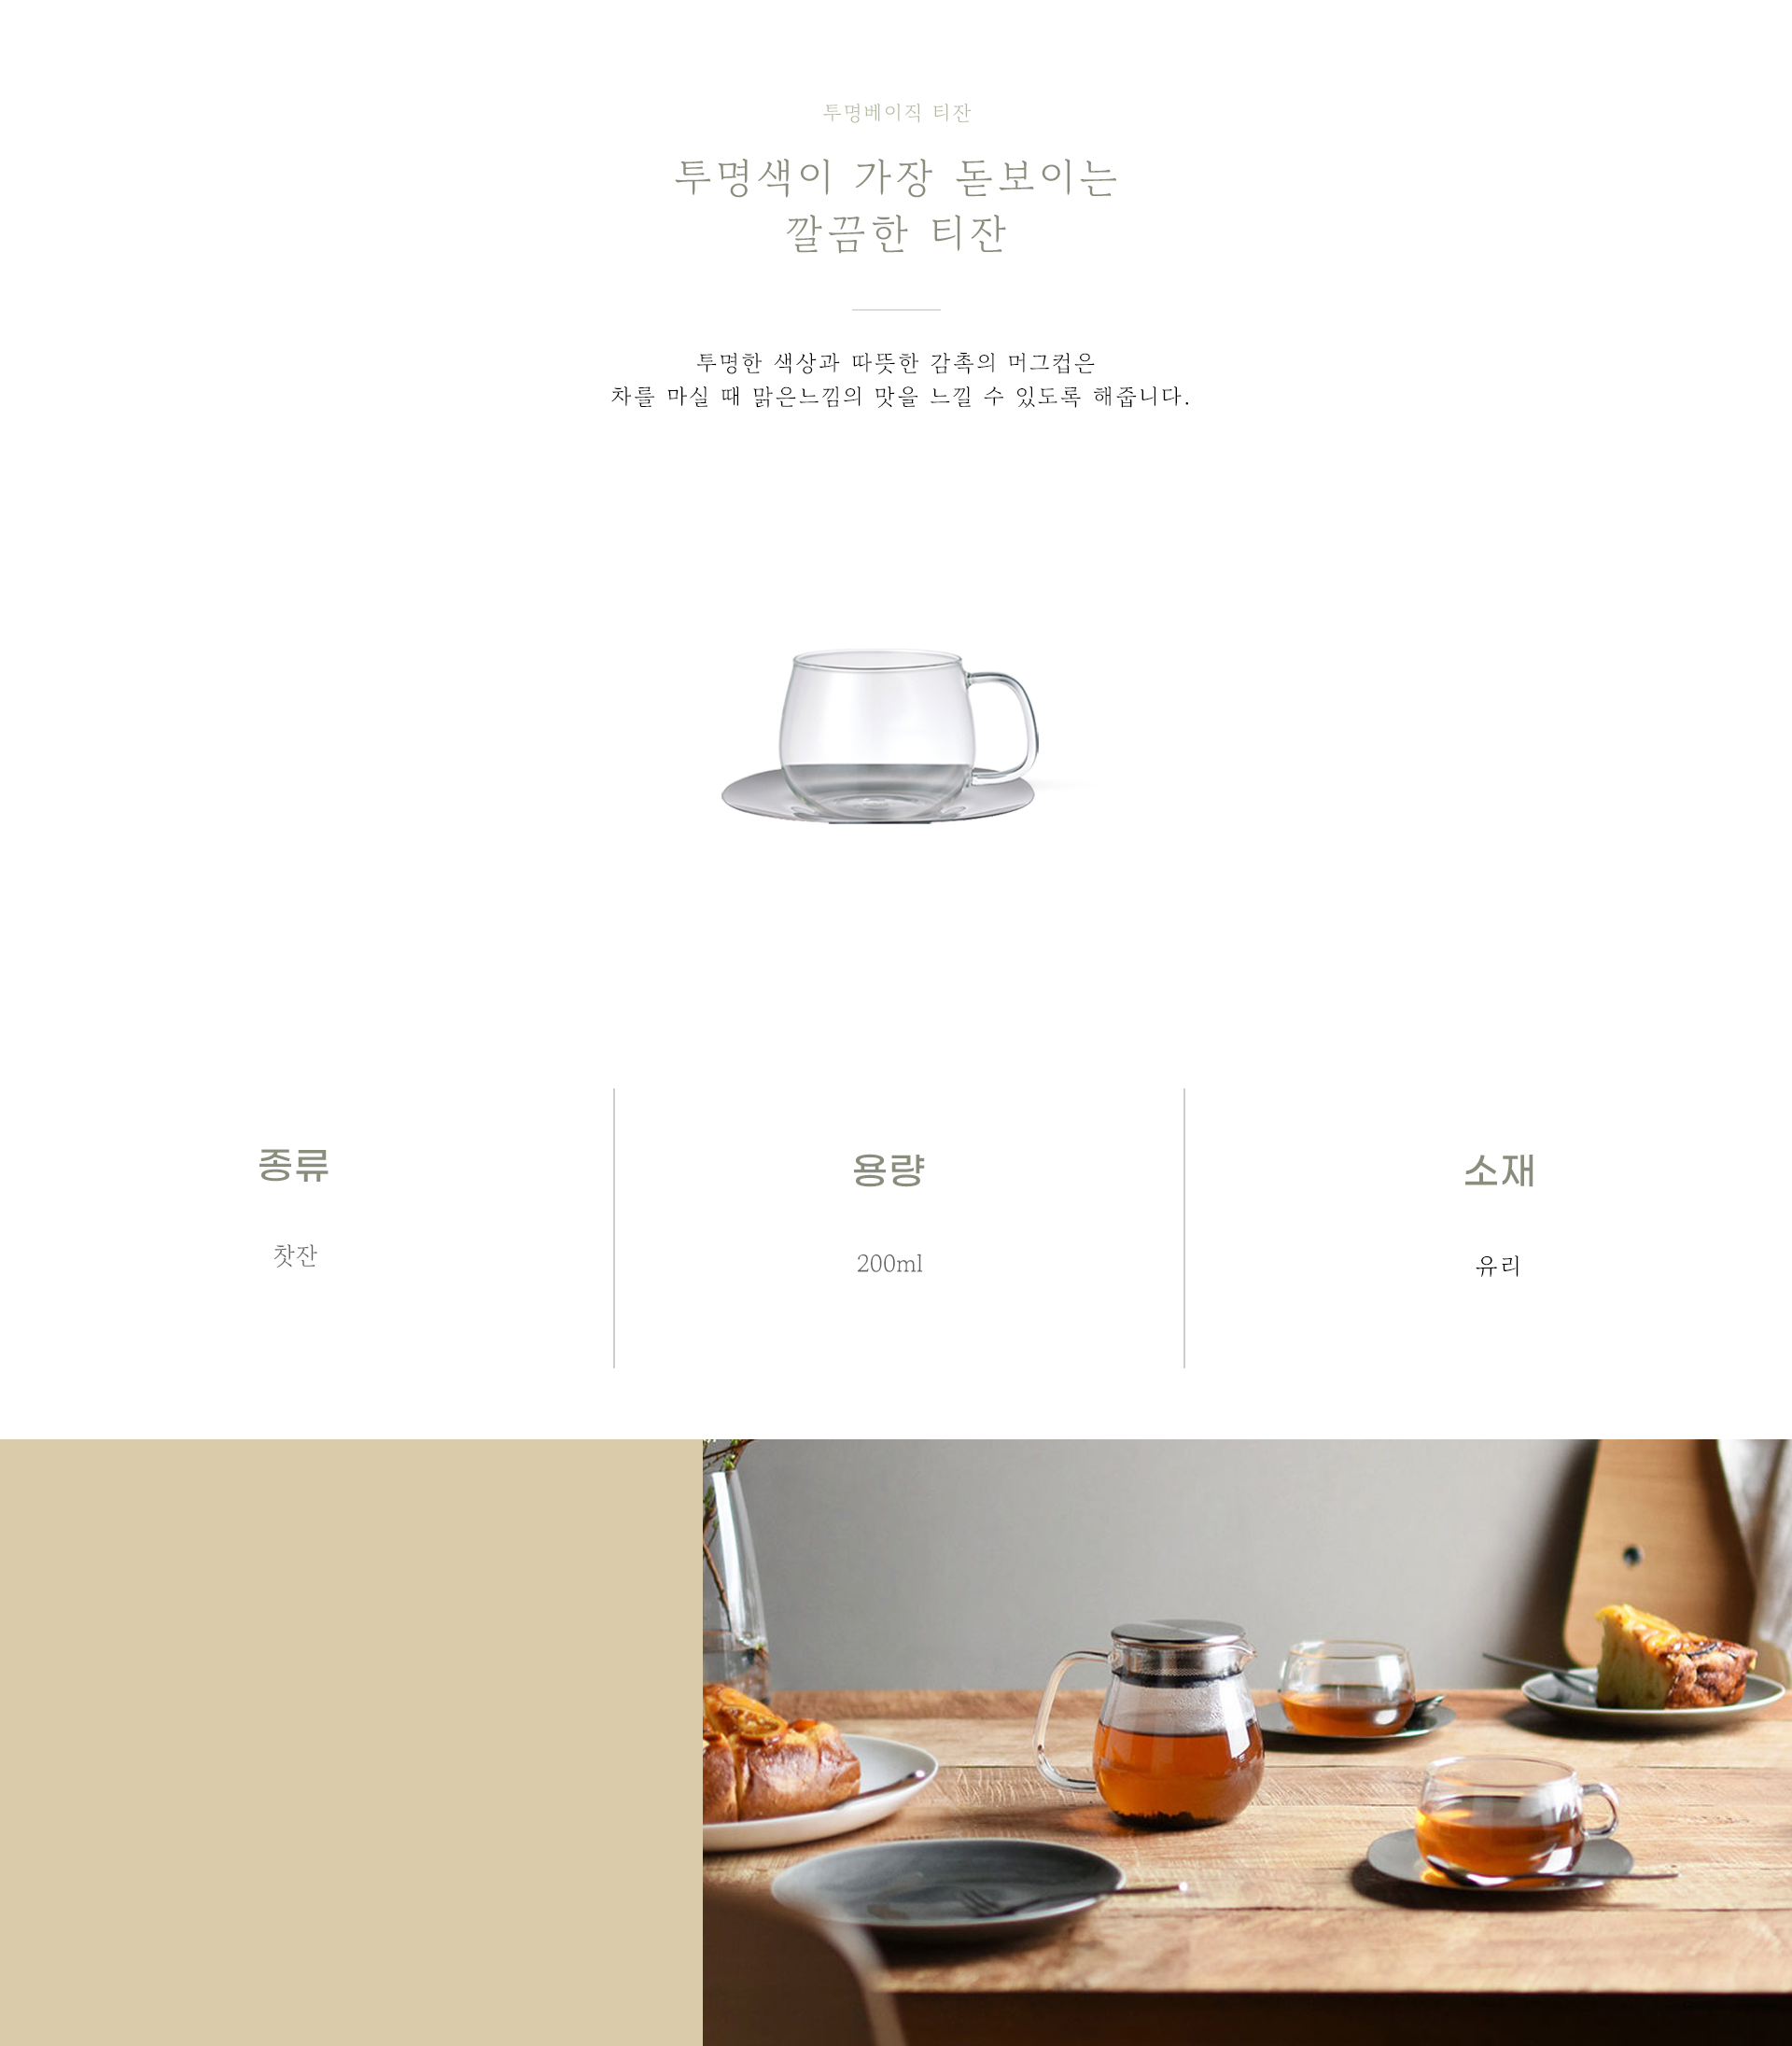 투명베이직 티잔
투명색이 가장 돋보이는
깔끔한 티잔
투명한 색상과 따뜻한 감촉의 머그컵은
차를 마실 때 맑은느낌의 맛을 느낄 수 있도록 해줍니다.
종류
찻잔
용량
200ml
소재
유리